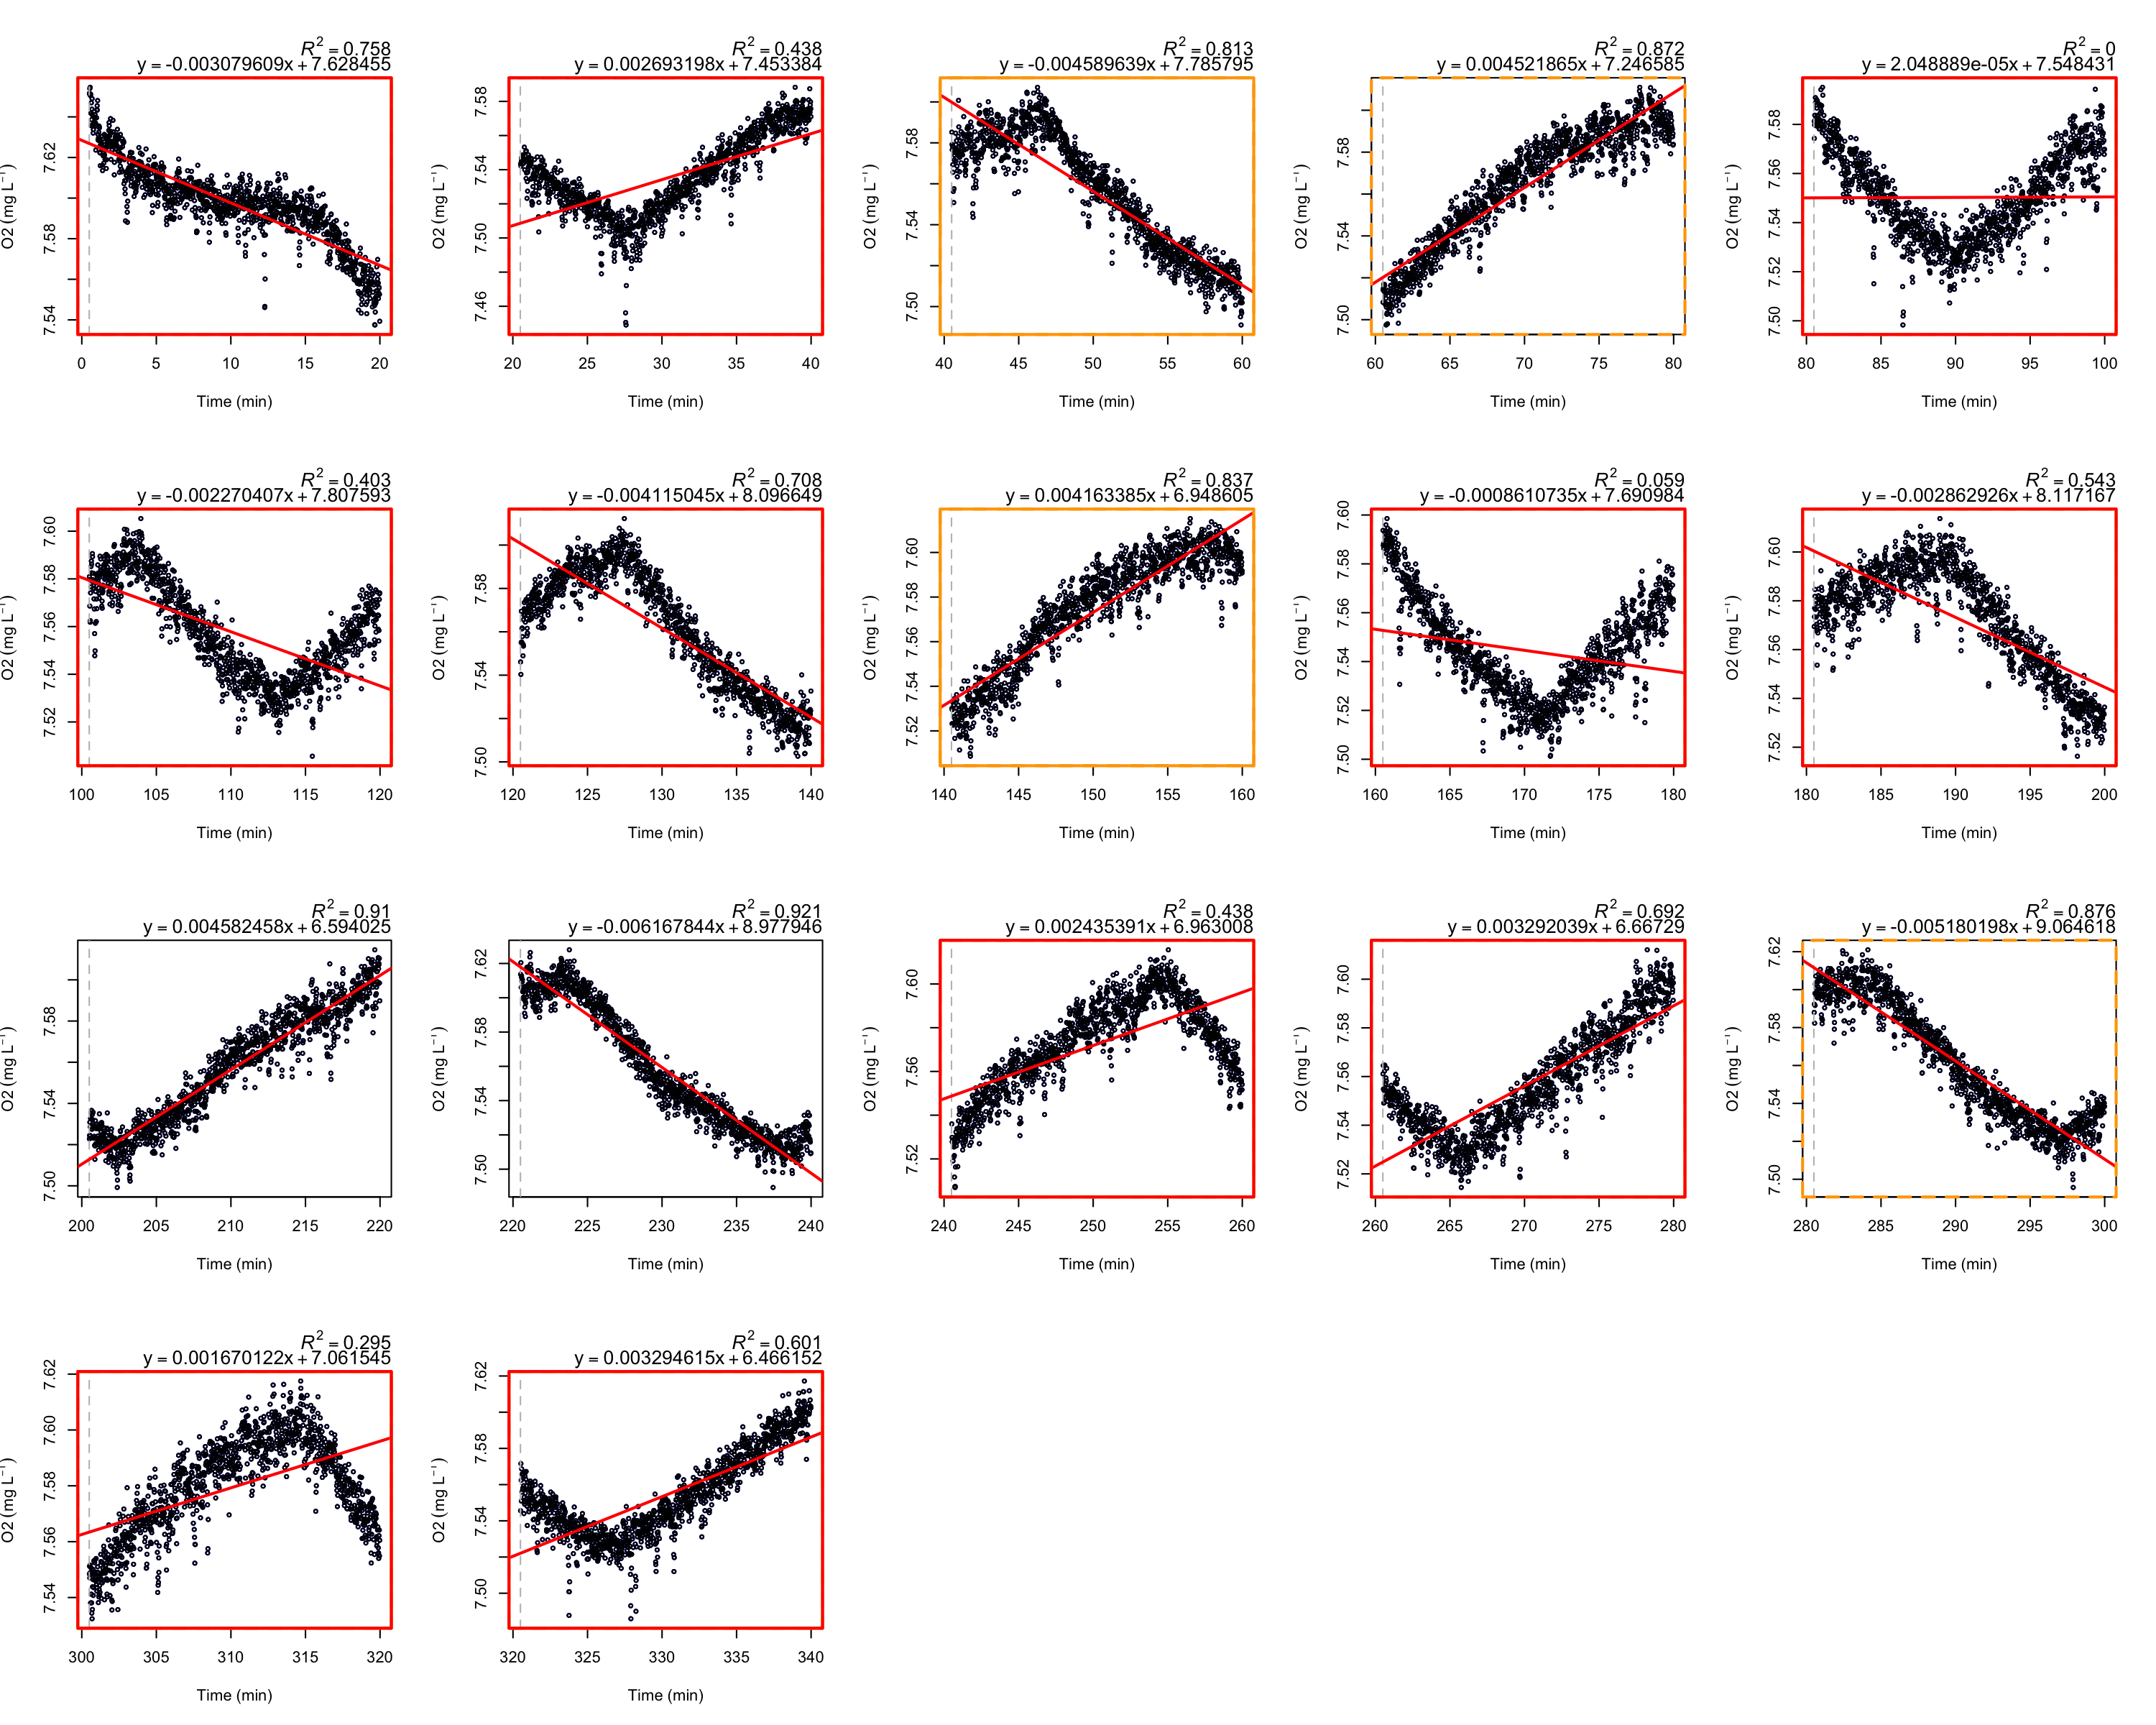 R² = 0.758
y = -0.003079609x + 7.628455
O2 (mg L⁻¹)
7.54 7.58 7.62
0 5 10 15 20
Time (min)
R² = 0.438
y = 0.002693198x + 7.453384
O2 (mg L⁻¹)
7.46 7.50 7.54 7.58
20 25 30 35 40
Time (min)
R² = 0.813
y = -0.004589639x + 7.785795
O2 (mg L⁻¹)
7.50 7.54 7.58
40 45 50 55 60
Time (min)
R² = 0.872
y = 0.004521865x + 7.246585
O2 (mg L⁻¹)
7.50 7.54 7.58
60 65 70 75 80
Time (min)
R² = 0
y = 2.048889e-05x + 7.548431
O2 (mg L⁻¹)
7.50 7.52 7.54 7.56 7.58
80 85 90 95 100
Time (min)
R² = 0.403
y = -0.002270407x + 7.807593
O2 (mg L⁻¹)
7.52 7.54 7.56 7.58 7.60
100 105 110 115 120
Time (min)
R² = 0.708
y = -0.004115045x + 8.096649
O2 (mg L⁻¹)
7.50 7.54 7.58
120 125 130 135 140
Time (min)
R² = 0.837
y = 0.004163385x + 6.948605
O2 (mg L⁻¹)
7.52 7.54 7.56 7.58 7.60
140 145 150 155 160
Time (min)
R² = 0.059
y = -0.0008610735x + 7.690984
O2 (mg L⁻¹)
7.50 7.52 7.54 7.56 7.58 7.60
160 165 170 175 180
Time (min)
R² = 0.543
y = -0.002862926x + 8.117167
O2 (mg L⁻¹)
7.52 7.54 7.56 7.58 7.60
180 185 190 195 200
Time (min)
R² = 0.91
y = 0.004582458x + 6.594025
O2 (mg L⁻¹)
7.50 7.54 7.58
200 205 210 215 220
Time (min)
R² = 0.921
y = -0.006167844x + 8.977946
O2 (mg L⁻¹)
7.50 7.54 7.58 7.62
220 225 230 235 240
Time (min)
R² = 0.438
y = 0.002435391x + 6.963008
O2 (mg L⁻¹)
7.52 7.56 7.60
240 245 250 255 260
Time (min)
R² = 0.692
y = 0.003292039x + 6.66729
O2 (mg L⁻¹)
7.52 7.54 7.56 7.58 7.60
260 265 270 275 280
Time (min)
R² = 0.876
y = -0.005180198x + 9.064618
O2 (mg L⁻¹)
7.50 7.54 7.58 7.62
280 285 290 295 300
Time (min)
R² = 0.295
y = 0.001670122x + 7.061545
O2 (mg L⁻¹)
7.54 7.56 7.58 7.60 7.62
300 305 310 315 320
Time (min)
R² = 0.601
y = 0.003294615x + 6.466152
O2 (mg L⁻¹)
7.50 7.54 7.58 7.62
320 325 330 335 340
Time (min)